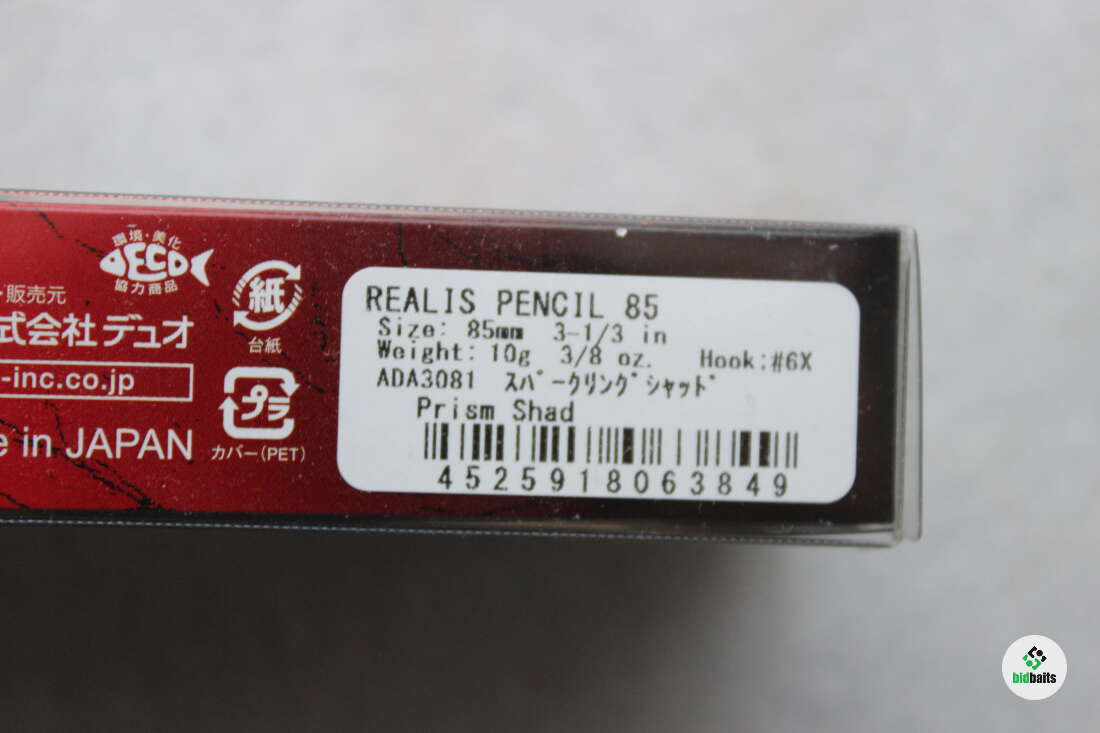 環境・美化
ECO
協力商品
・販売元
式会社デュオ
-inc.co.jp
in JAPAN
紙
台紙
プラ
カバー(PET)
REALIS PENCIL 85
Size: 85mm 3-1/3 in
Weight: 10g 3/8 oz. Hook:#6X
ADA3081 ｽﾊﾟｰｸﾘﾝｸﾞｼｬｯﾄﾞ
Prism Shad
4525918063849
bidbaits